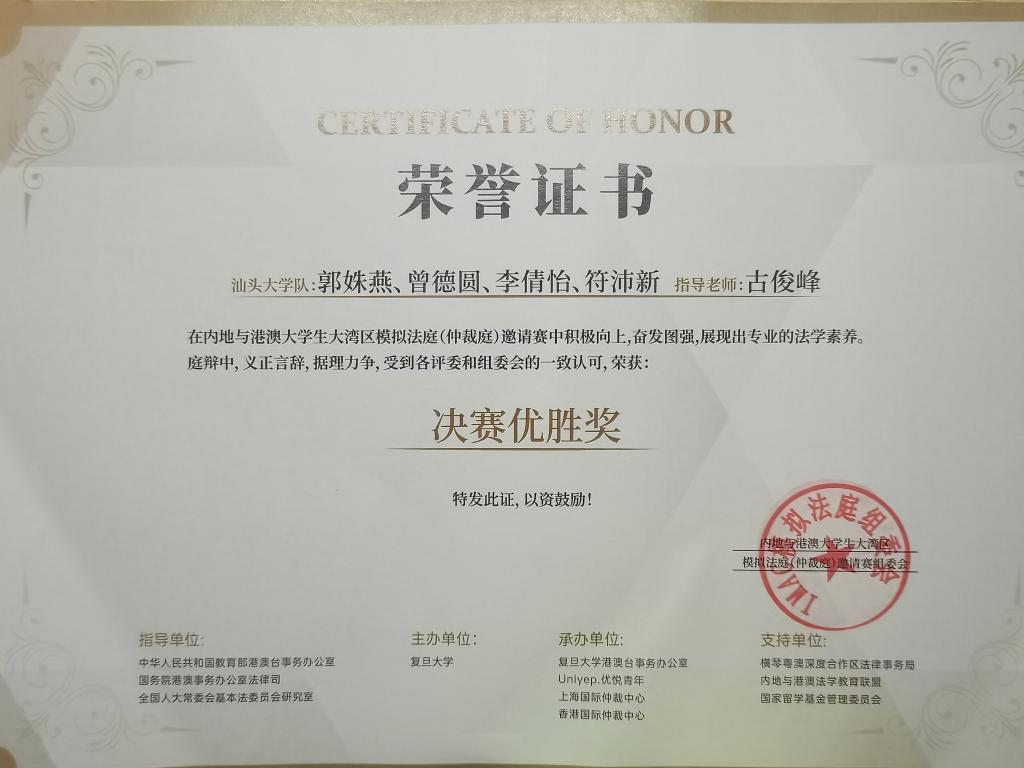 CERTIFICATE OF HONOR
荣誉证书
汕头大学队:郭姝燕、曾德圆、李倩怡、符沛新 指导老师:古俊峰
在内地与港澳大学生大湾区模拟法庭(仲裁庭)邀请赛中积极向上,奋发图强,展现出专业的法学素养。
庭辩中,义正言辞,据理力争,受到各评委和组委会的一致认可,荣获:
决赛优胜奖
特发此证,以资鼓励!
IMAC模拟法庭组委会
内地与港澳大学生大湾区
模拟法庭(仲裁庭)邀请赛组委会
指导单位:
中华人民共和国教育部港澳台事务办公室
国务院港澳事务办公室法律司
全国人大常委会基本法委员会研究室
主办单位:
复旦大学
承办单位:
复旦大学港澳台事务办公室
Uniyep.优悦青年
上海国际仲裁中心
香港国际仲裁中心
支持单位:
横琴粤澳深度合作区法律事务局
内地与港澳法学教育联盟
国家留学基金管理委员会